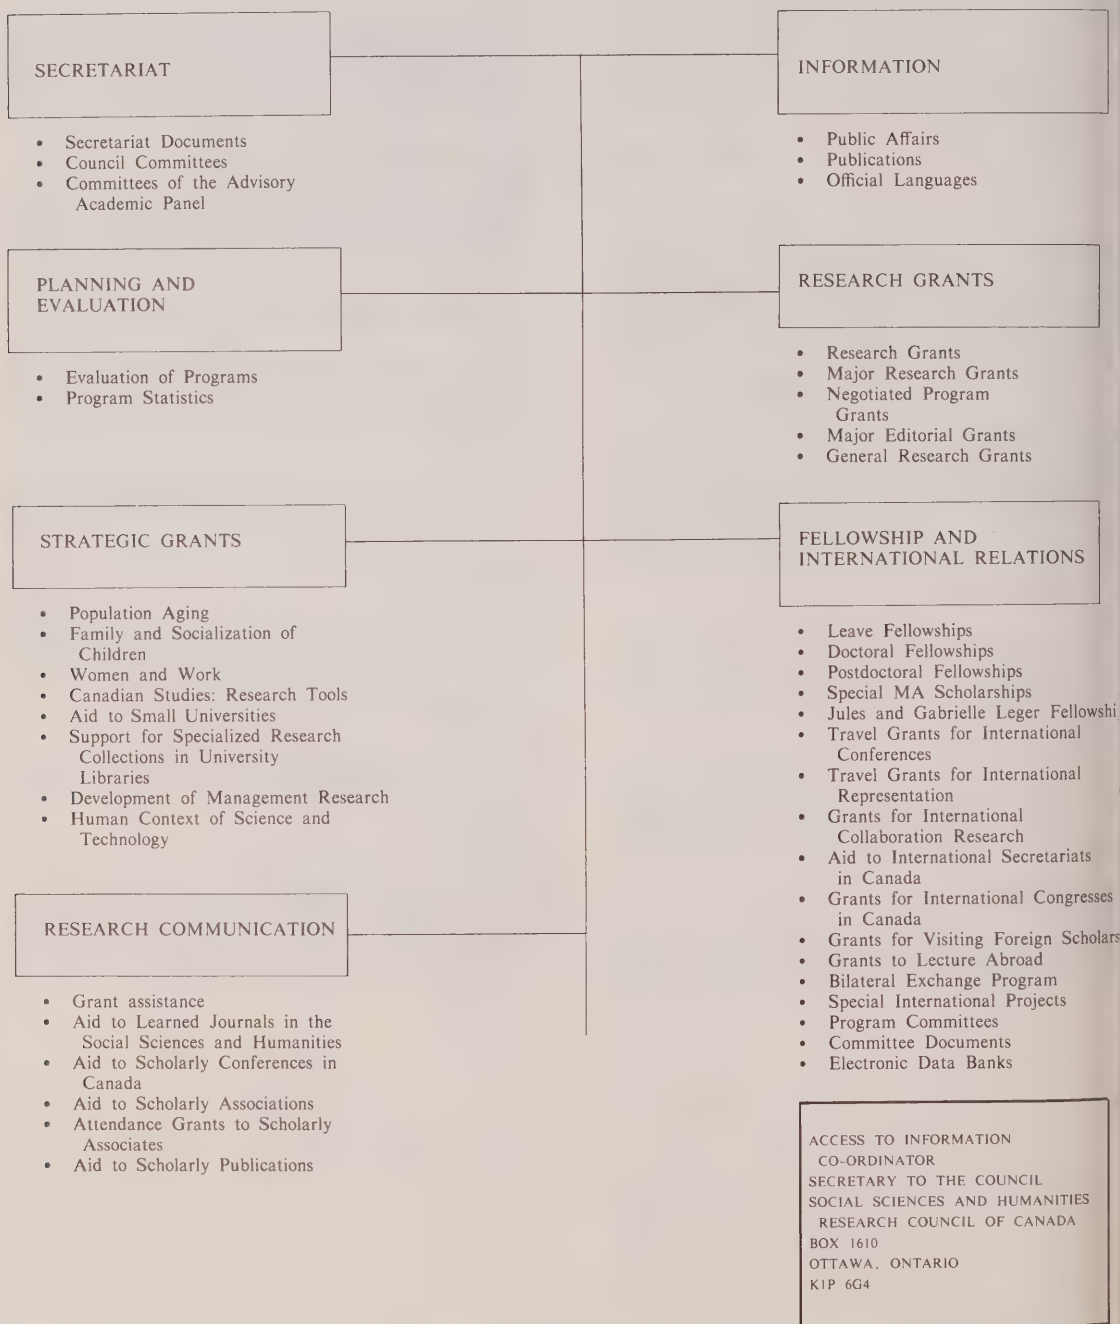 SECRETARIAT
• Secretariat Documents
• Council Committees
• Committees of the Advisory
Academic Panel
INFORMATION
• Public Affairs
• Publications
• Official Languages
PLANNING AND
EVALUATION
• Evaluation of Programs
• Program Statistics
RESEARCH GRANTS
• Research Grants
• Major Research Grants
• Negotiated Program
Grants
• Major Editorial Grants
• General Research Grants
STRATEGIC GRANTS
• Population Aging
• Family and Socialization of
Children
• Women and Work
• Canadian Studies: Research Tools
• Aid to Small Universities
• Support for Specialized Research
Collections in University
Libraries
• Development of Management Research
• Human Context of Science and
Technology
FELLOWSHIP AND
INTERNATIONAL RELATIONS
• Leave Fellowships
• Doctoral Fellowships
• Postdoctoral Fellowships
• Special MA Scholarships
• Jules and Gabrielle Leger Fellowshi
• Travel Grants for International
Conferences
• Travel Grants for International
Representation
• Grants for International
Collaboration Research
• Aid to International Secretariats
in Canada
• Grants for International Congresses
in Canada
• Grants for Visiting Foreign Scholars
• Grants to Lecture Abroad
• Bilateral Exchange Program
• Special International Projects
• Program Committees
• Committee Documents
• Electronic Data Banks
RESEARCH COMMUNICATION
• Grant assistance
• Aid to Learned Journals in the
Social Sciences and Humanities
• Aid to Scholarly Conferences in
Canada
• Aid to Scholarly Associations
• Attendance Grants to Scholarly
Associates
• Aid to Scholarly Publications
ACCESS TO INFORMATION
CO-ORDINATOR
SECRETARY TO THE COUNCIL
SOCIAL SCIENCES AND HUMANITIES
RESEARCH COUNCIL OF CANADA
BOX 1610
OTTAWA, ONTARIO
K1P 6G4